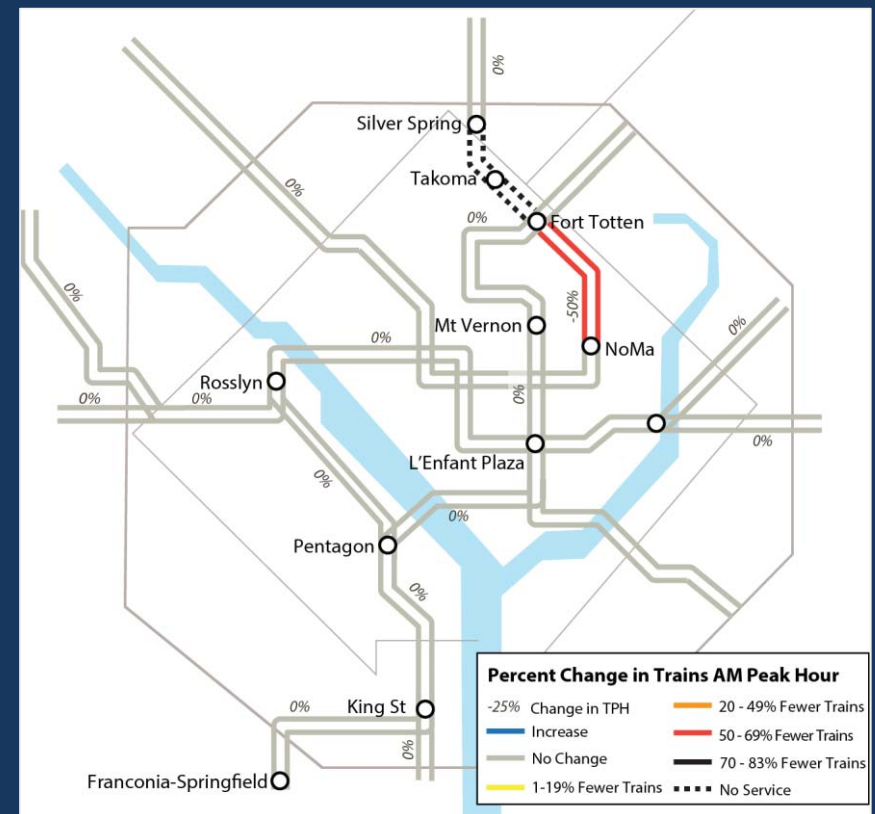 0%
Silver Spring
Takoma
0%
0%
Fort Totten
0%
-50%
Mt Vernon
0%
0%
NoMa
Rosslyn
0%
0%
0%
0%
L'Enfant Plaza
0%
0%
Pentagon
0%
King St
0%
0%
Franconia-Springfield
Percent Change in Trains AM Peak Hour
-25% Change in TPH
Increase
No Change
1-19% Fewer Trains
20 - 49% Fewer Trains
50 - 69% Fewer Trains
70 - 83% Fewer Trains
No Service